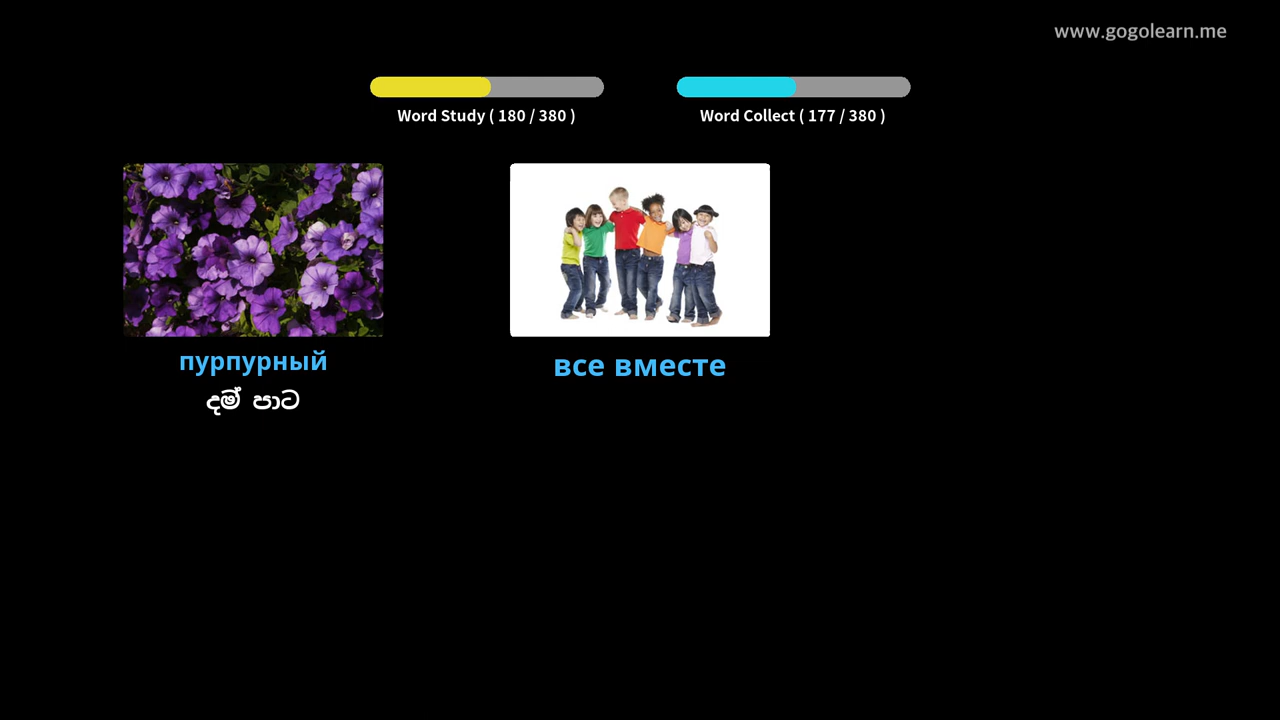 www.gogolearn.me
Word Study ( 180 / 380 )
Word Collect ( 177 / 380 )
пурпурный
දම් පාට
все вместе